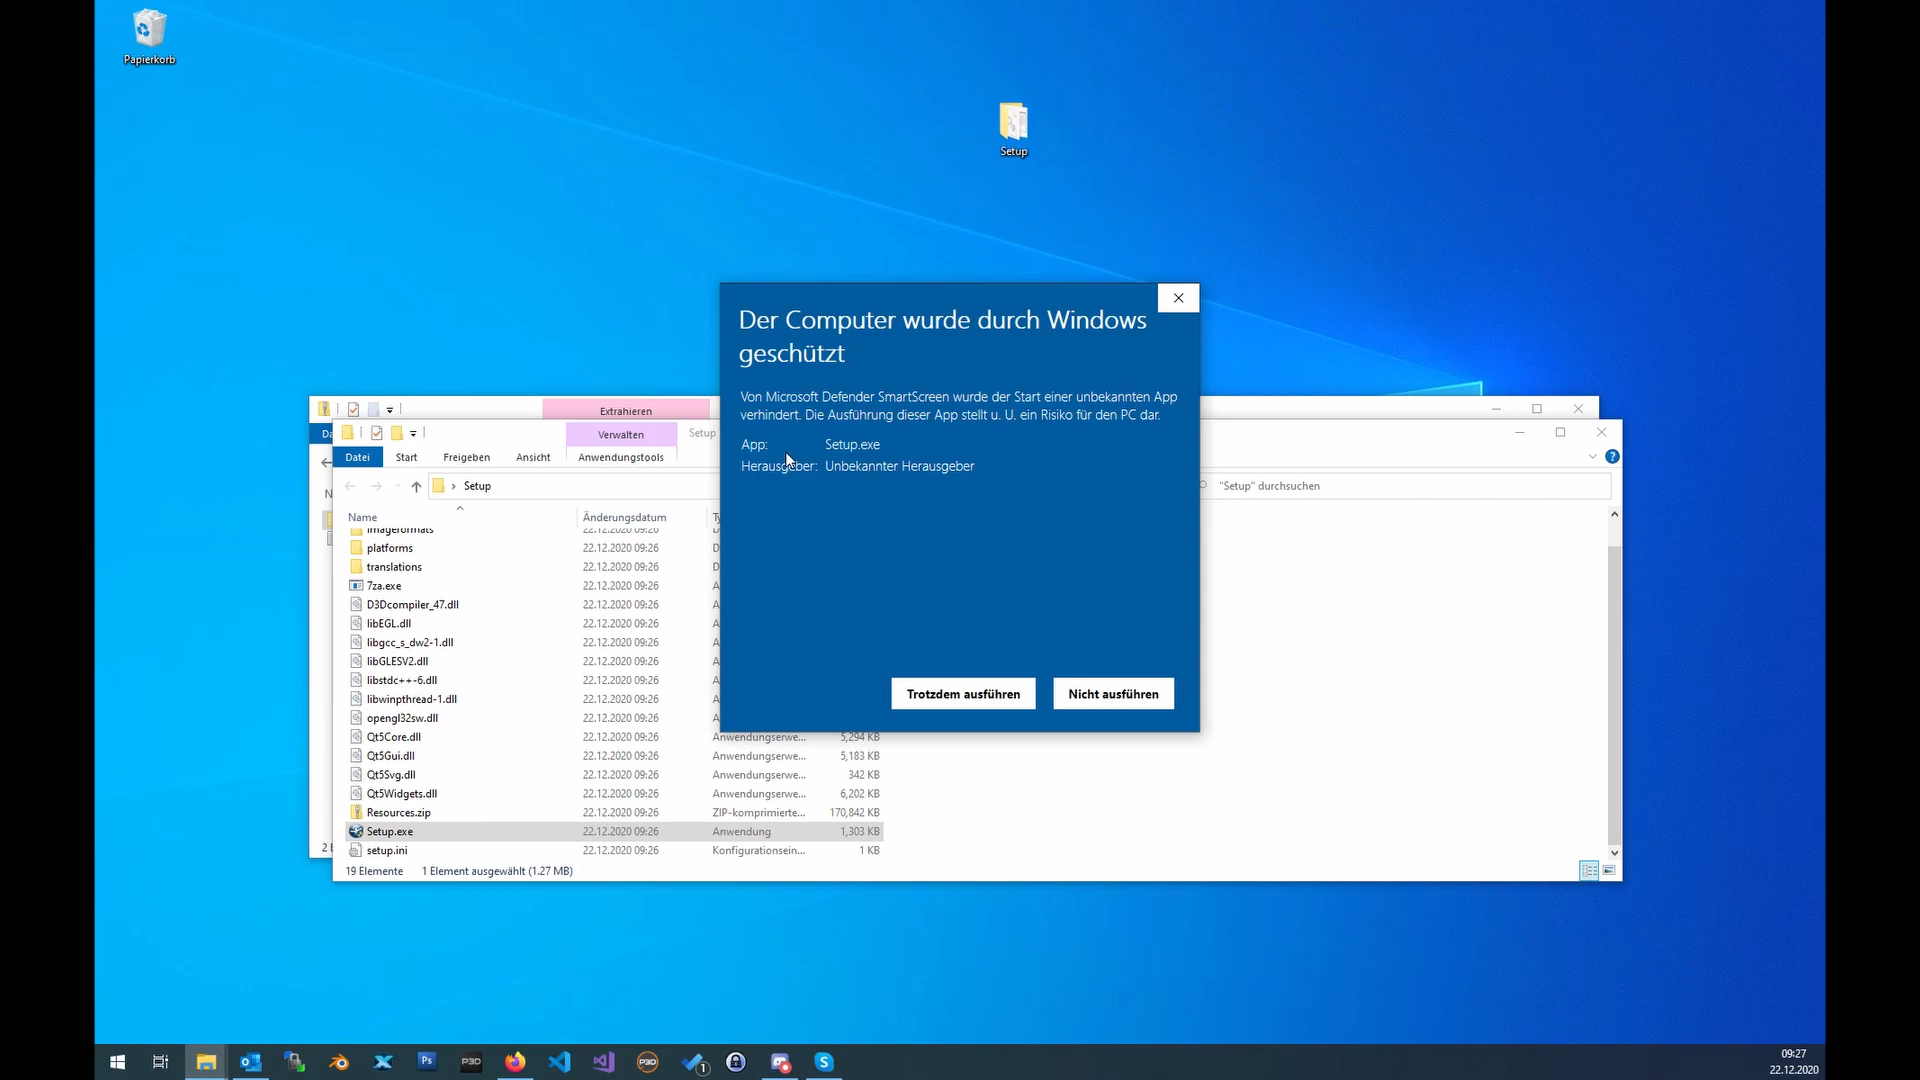 Papierkorb
Setup
Der Computer wurde durch Windows
geschützt
Von Microsoft Defender SmartScreen wurde der Start einer unbekannten App
verhindert. Die Ausführung dieser App stellt u. U. ein Risiko für den PC dar.
App: Setup.exe
Herausgeber: Unbekannter Herausgeber
Trotzdem ausführen
Nicht ausführen
Extrahieren
Verwalten
Setup
Datei
Start
Freigeben
Ansicht
Anwendungstools
Setup
"Setup" durchsuchen
Name Änderungsdatum
imageformats 22.12.2020 09:26
platforms 22.12.2020 09:26
translations 22.12.2020 09:26
7za.exe 22.12.2020 09:26
D3Dcompiler_47.dll 22.12.2020 09:26
libEGL.dll 22.12.2020 09:26
libgcc_s_dw2-1.dll 22.12.2020 09:26
libGLESV2.dll 22.12.2020 09:26
libstdc++-6.dll 22.12.2020 09:26
libwinpthread-1.dll 22.12.2020 09:26
opengl32sw.dll 22.12.2020 09:26
Qt5Core.dll 22.12.2020 09:26 Anwendungserwe... 5,294 KB
Qt5Gui.dll 22.12.2020 09:26 Anwendungserwe... 5,183 KB
Qt5Svg.dll 22.12.2020 09:26 Anwendungserwe... 342 KB
Qt5Widgets.dll 22.12.2020 09:26 Anwendungserwe... 6,202 KB
Resources.zip 22.12.2020 09:26 ZIP-komprimierte... 170,842 KB
Setup.exe 22.12.2020 09:26 Anwendung 1,303 KB
setup.ini 22.12.2020 09:26 Konfigurationsein... 1 KB
19 Elemente 1 Element ausgewählt (1.27 MB)
Ps
P3D
P3D
1
S
09:27
22.12.2020